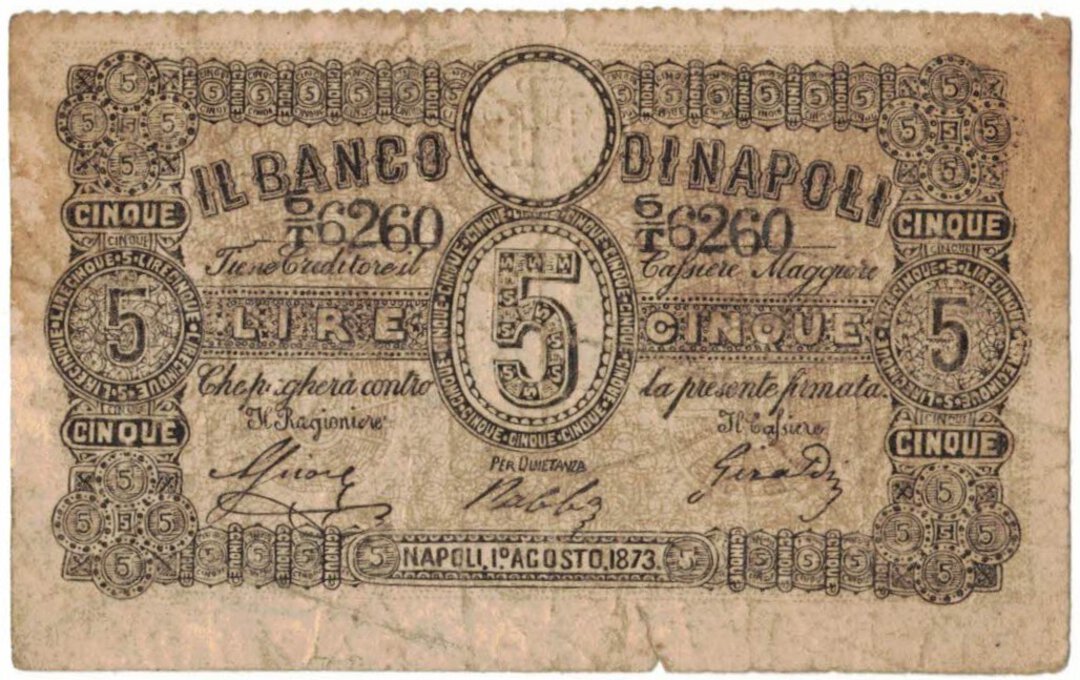 IL BANCO DI NAPOLI
6/T 6260 6/T 6260
Tiene Creditore il Cassiere Maggiore
LIRE 5 CINQUE
Che pagherà contro la presente firmata.
Il Ragioniere Il Cassiere
PER QUIETANZA
NAPOLI, 1º AGOSTO, 1873.
CINQUE
5
CINQUE
CINQUE
5
CINQUE